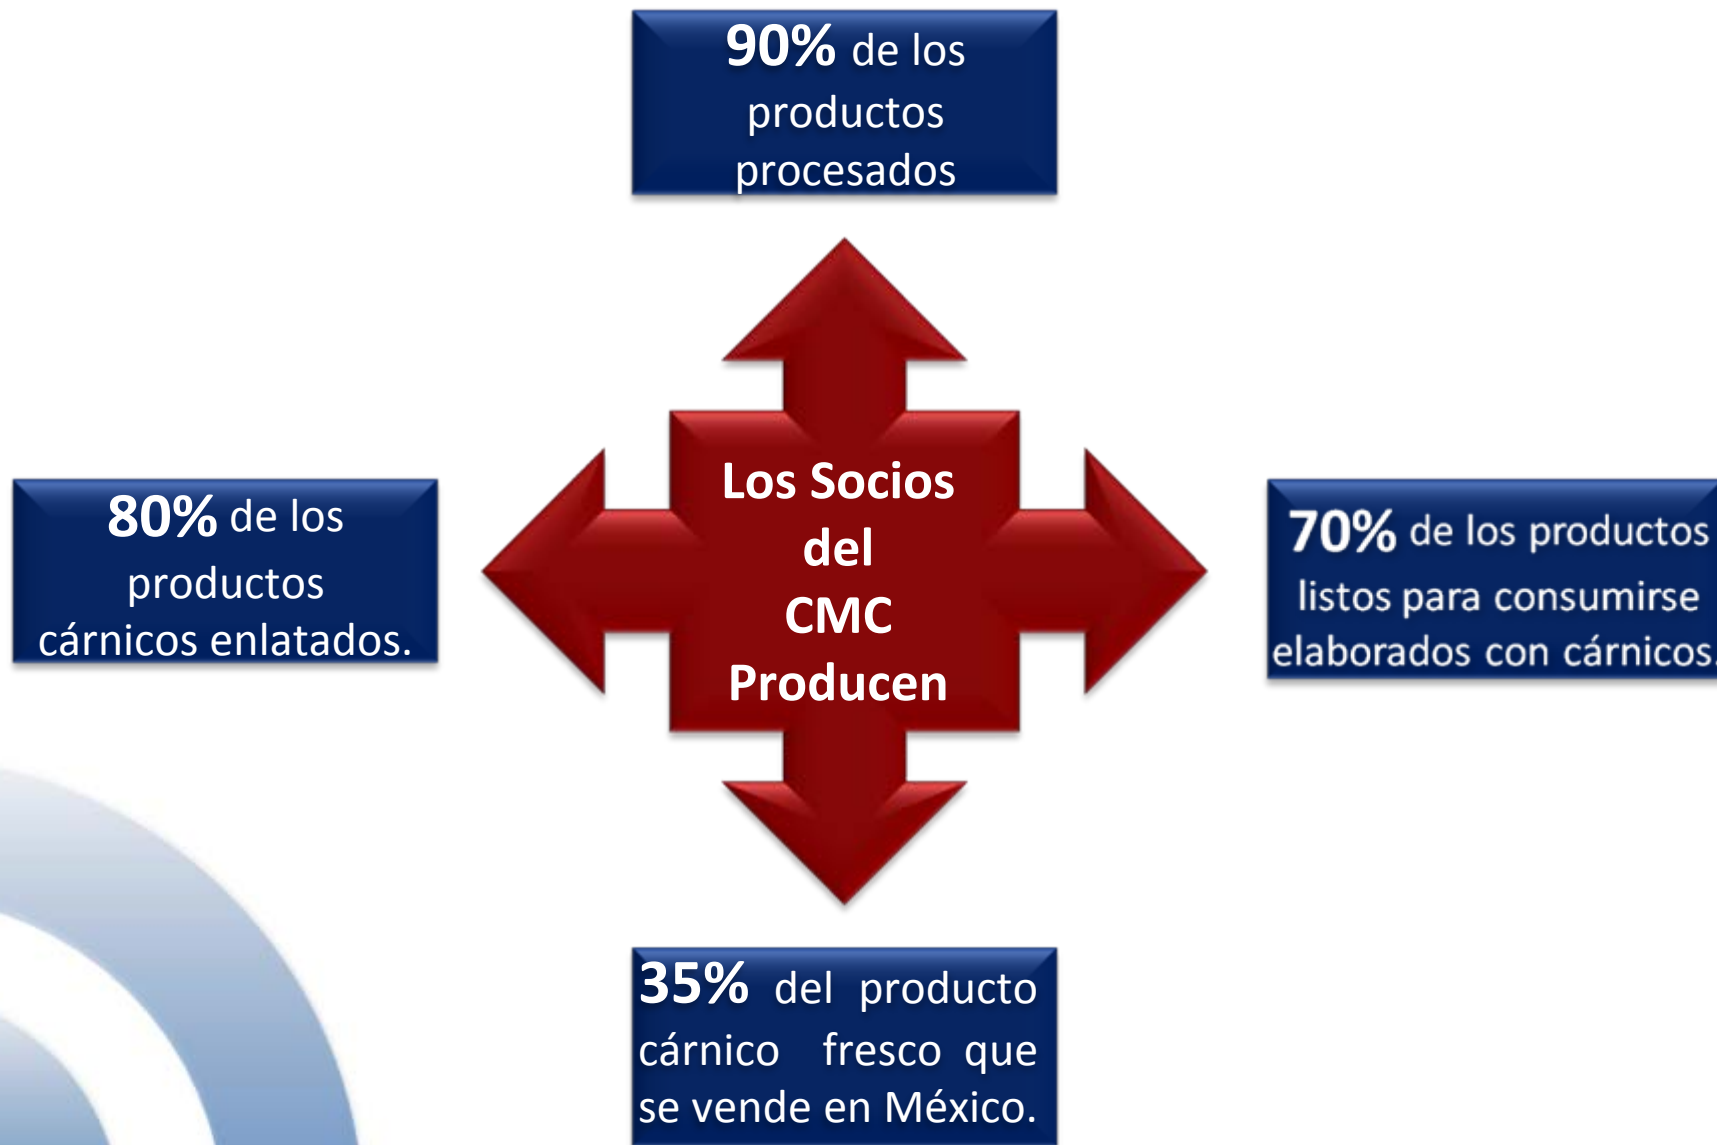 90% de los
productos
procesados
Los Socios
del
CMC
Producen
80% de los
productos
cárnicos enlatados.
70% de los productos
listos para consumirse
elaborados con cárnicos.
35% del producto
cárnico fresco que
se vende en México.